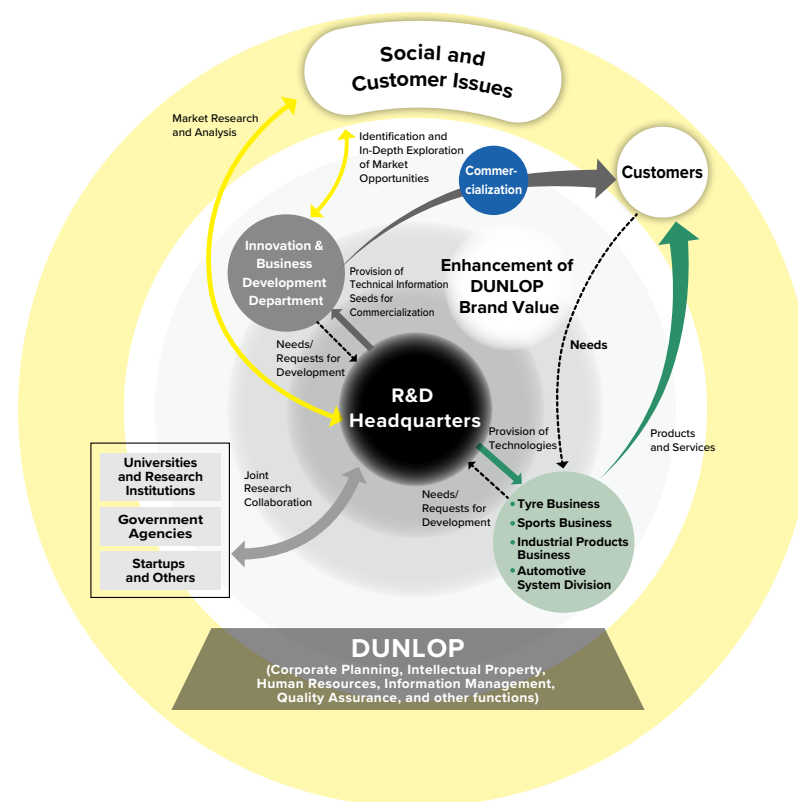 Social and
Customer Issues
Market Research
and Analysis
Identification and
In-Depth Exploration
of Market
Opportunities
Commer-
cialization
Customers
Innovation &
Business
Development
Department
Provision of
Technical Information
Seeds for
Commercialization
Enhancement of
DUNLOP
Brand Value
Needs/
Requests for
Development
Needs
R&D
Headquarters
Provision of
Technologies
Products
and Services
Universities
and Research
Institutions
Government
Agencies
Startups
and Others
Joint
Research
Collaboration
Needs/
Requests for
Development
• Tyre Business
• Sports Business
• Industrial Products
Business
• Automotive
System Division
DUNLOP
(Corporate Planning, Intellectual Property,
Human Resources, Information Management,
Quality Assurance, and other functions)